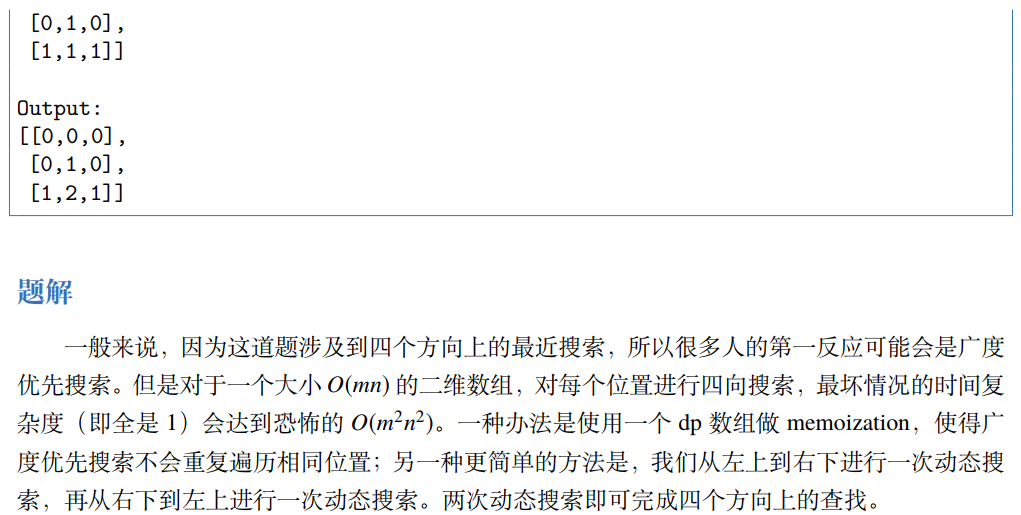 [0,1,0],
[1,1,1]]
Output:
[[0,0,0],
[0,1,0],
[1,2,1]]
题解
一般来说，因为这道题涉及到四个方向上的最近搜索，所以很多人的第一反应可能会是广度
优先搜索。但是对于一个大小 O(mn) 的二维数组，对每个位置进行四向搜索，最坏情况的时间复
杂度（即全是 1）会达到恐怖的 O(m²n²)。一种办法是使用一个 dp 数组做 memoization，使得广
度优先搜索不会重复遍历相同位置；另一种更简单的方法是，我们从左上到右下进行一次动态搜
索，再从右下到左上进行一次动态搜索。两次动态搜索即可完成四个方向上的查找。